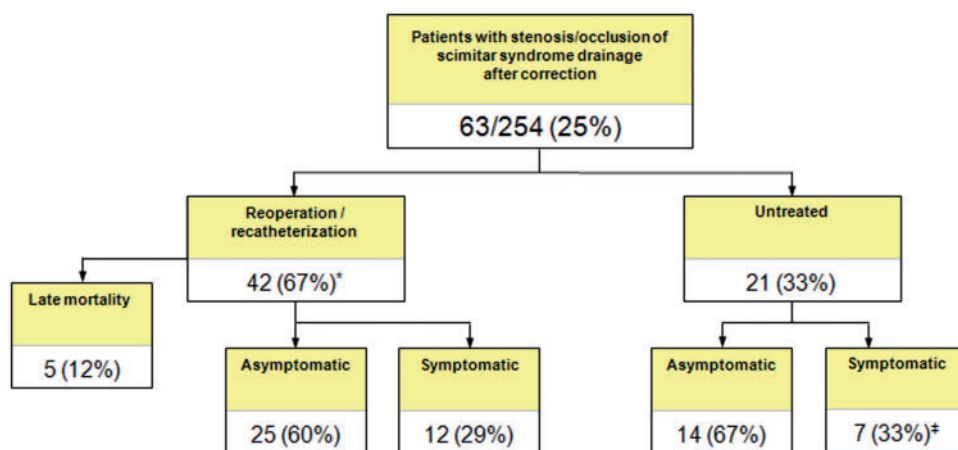 Patients with stenosis/occlusion of
scimitar syndrome drainage
after correction
63/254 (25%)
Reoperation /
recatheterization
42 (67%)*
Untreated
21 (33%)
Late mortality
5 (12%)
Asymptomatic
25 (60%)
Symptomatic
12 (29%)
Asymptomatic
14 (67%)
Symptomatic
7 (33%)‡